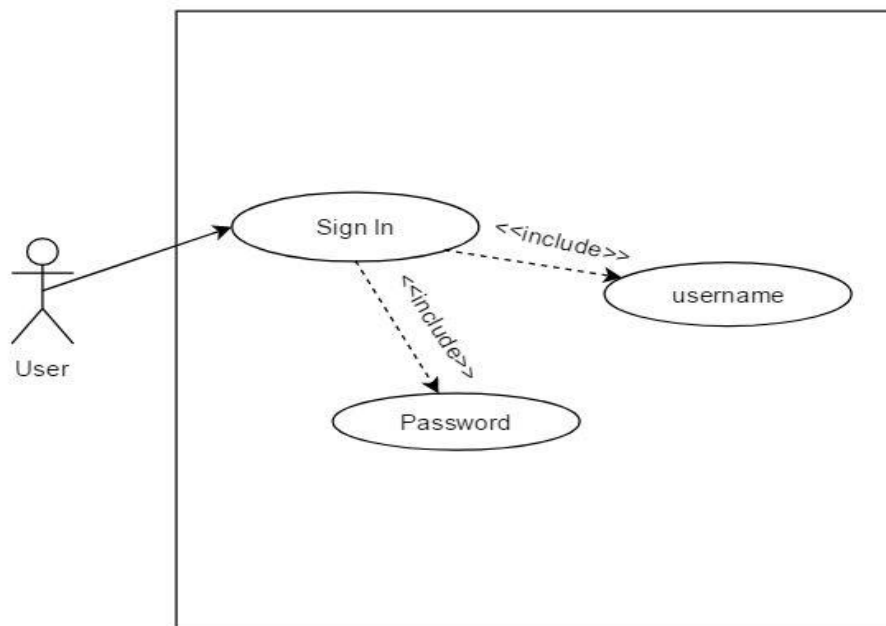 Sign In
<<include>>
username
<<include>>
User
Password